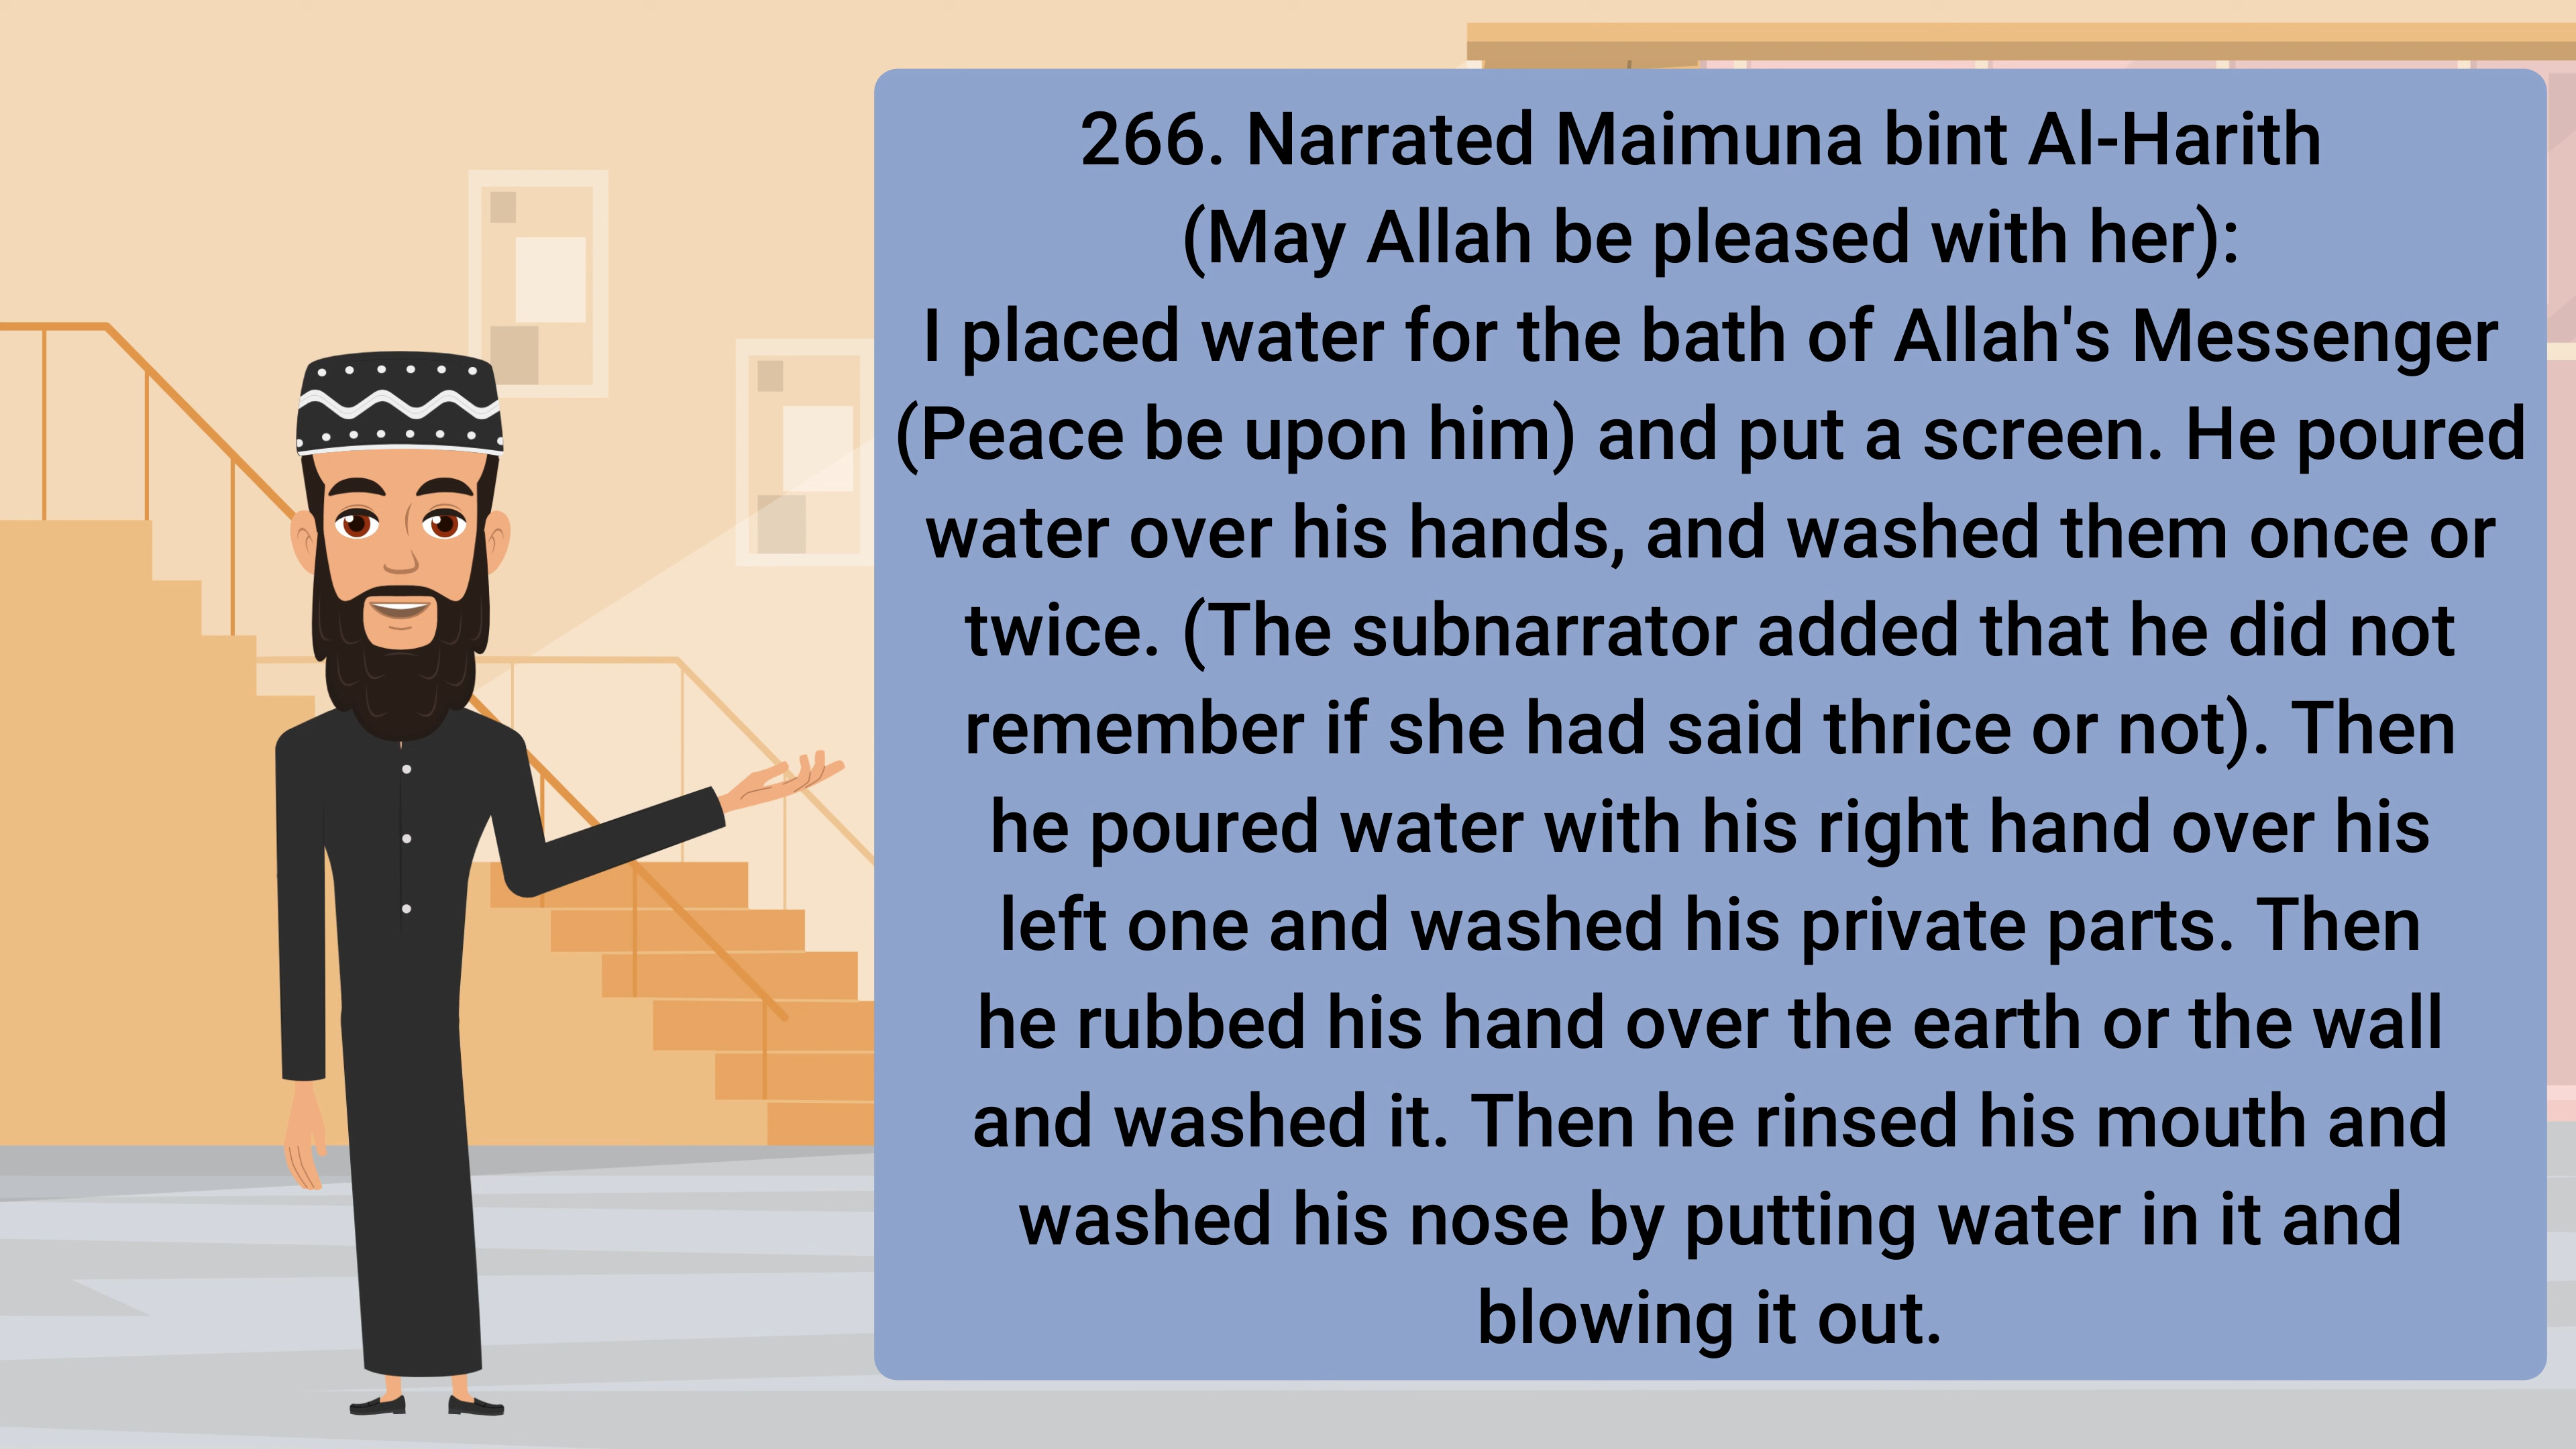 266. Narrated Maimuna bint Al-Harith
(May Allah be pleased with her):
I placed water for the bath of Allah's Messenger
(Peace be upon him) and put a screen. He poured
water over his hands, and washed them once or
twice. (The subnarrator added that he did not
remember if she had said thrice or not). Then
he poured water with his right hand over his
left one and washed his private parts. Then
he rubbed his hand over the earth or the wall
and washed it. Then he rinsed his mouth and
washed his nose by putting water in it and
blowing it out.